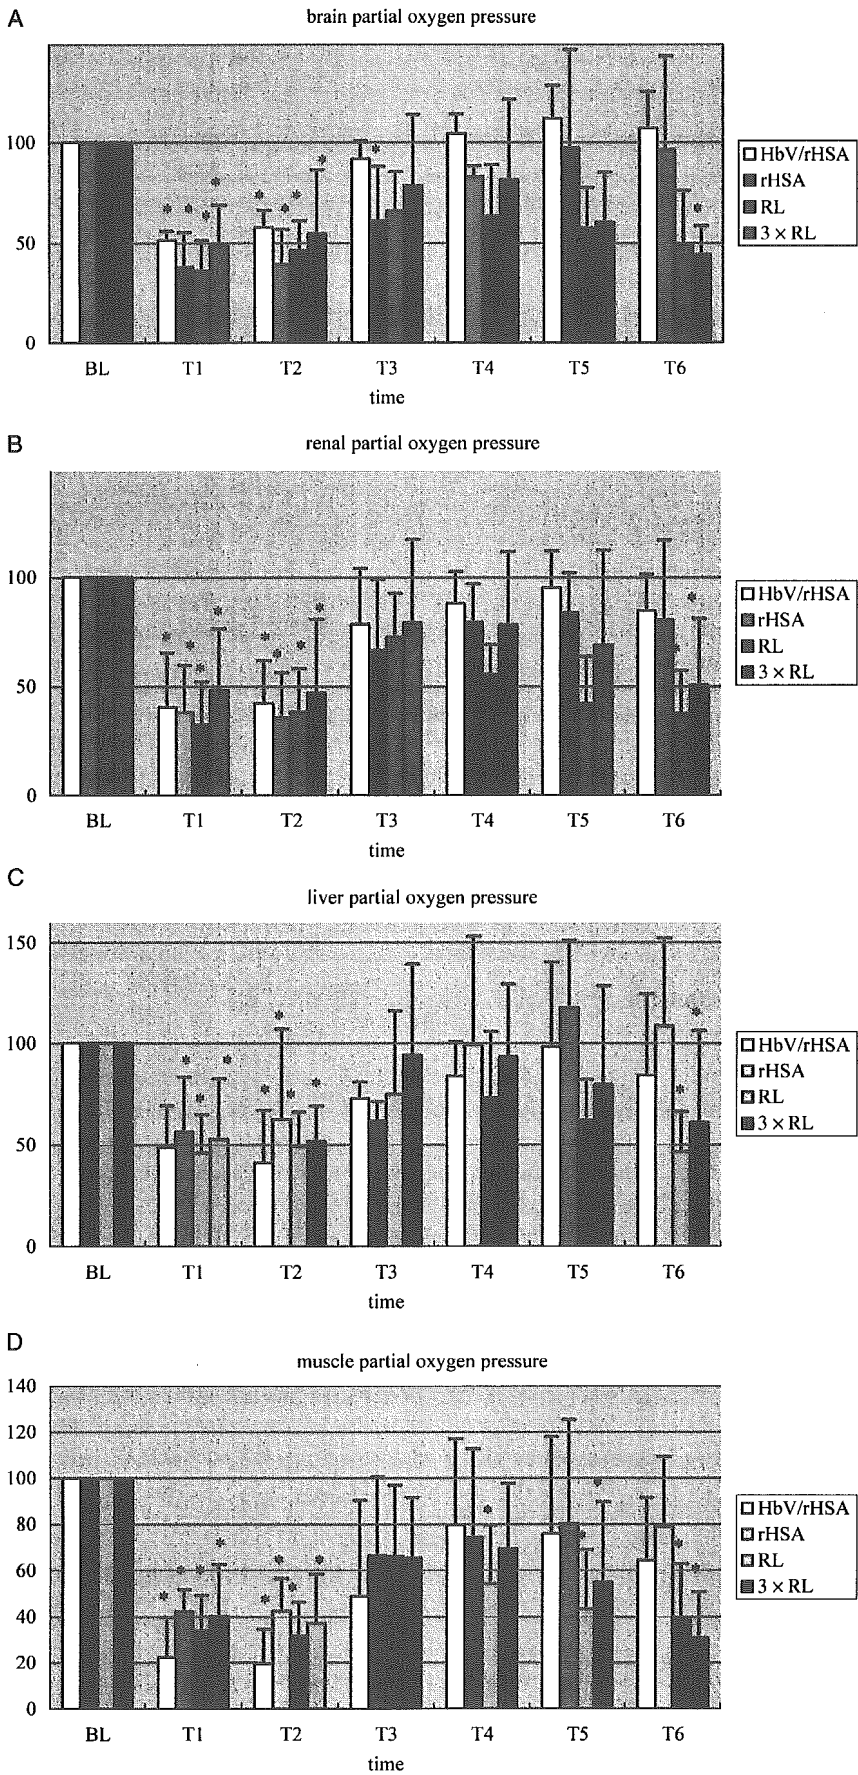 A
brain partial oxygen pressure
100
50
0
BL T1 T2 T3 T4 T5 T6
time
HbV/rHSA
rHSA
RL
3 × RL
B
renal partial oxygen pressure
100
50
0
BL T1 T2 T3 T4 T5 T6
time
HbV/rHSA
rHSA
RL
3 × RL
C
liver partial oxygen pressure
150
100
50
0
BL T1 T2 T3 T4 T5 T6
time
HbV/rHSA
rHSA
RL
3 × RL
D
muscle partial oxygen pressure
140
120
100
80
60
40
20
0
BL T1 T2 T3 T4 T5 T6
time
HbV/rHSA
rHSA
RL
3 × RL